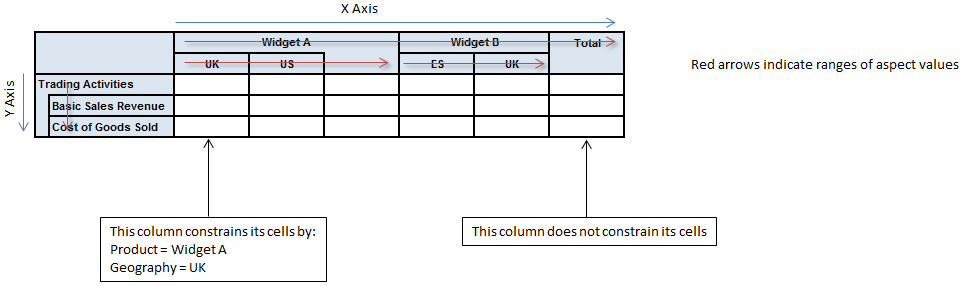 X Axis
Widget A Widget B Total
UK US ES UK
Red arrows indicate ranges of aspect values
Y Axis
Trading Activities
Basic Sales Revenue
Cost of Goods Sold
This column constrains its cells by:
Product = Widget A
Geography = UK
This column does not constrain its cells